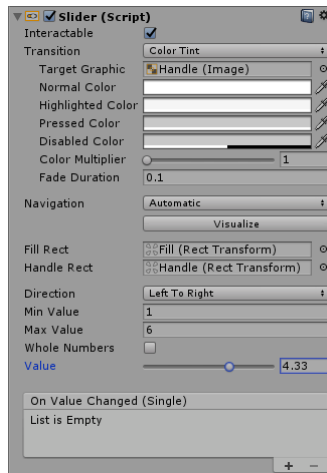 Slider (Script)
Interactable
Transition Color Tint
Target Graphic Handle (Image)
Normal Color
Highlighted Color
Pressed Color
Disabled Color
Color Multiplier 1
Fade Duration 0.1
Navigation Automatic
Visualize
Fill Rect Fill (Rect Transform)
Handle Rect Handle (Rect Transform)
Direction Left To Right
Min Value 1
Max Value 6
Whole Numbers
Value 4.33
On Value Changed (Single)
List is Empty
+ −